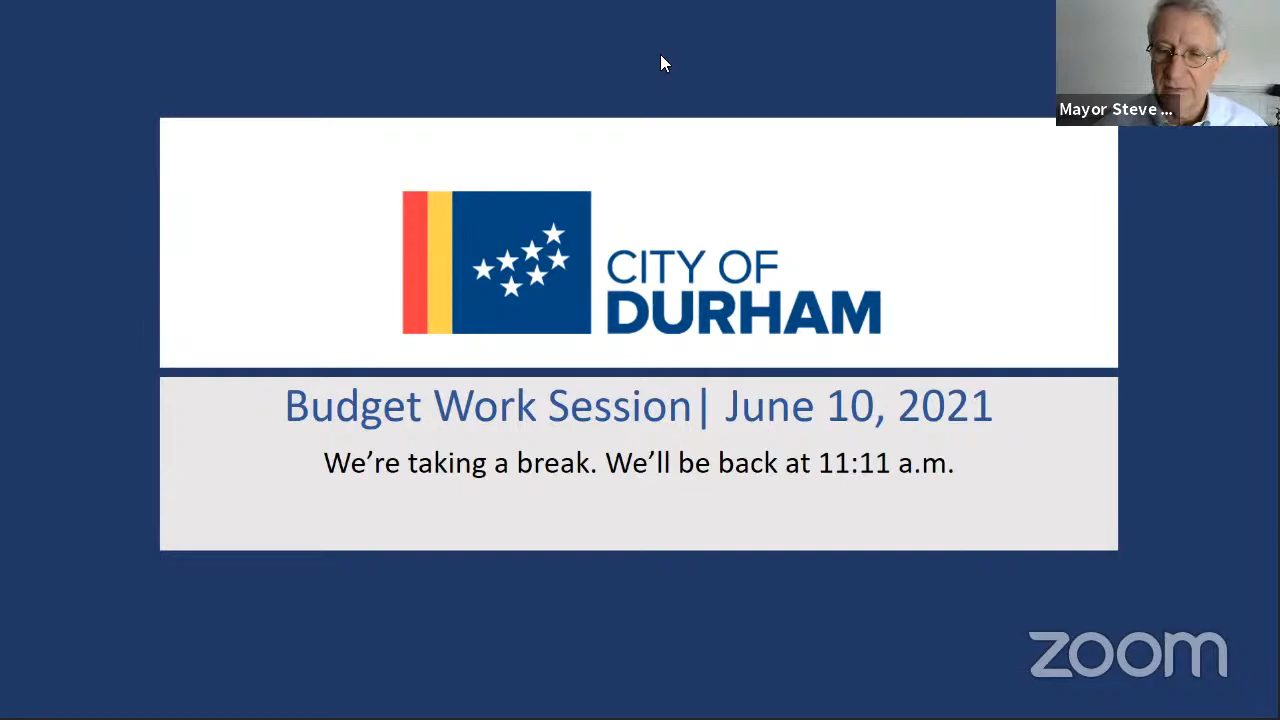 Mayor Steve ...
CITY OF
DURHAM
Budget Work Session| June 10, 2021
We're taking a break. We'll be back at 11:11 a.m.
zoom